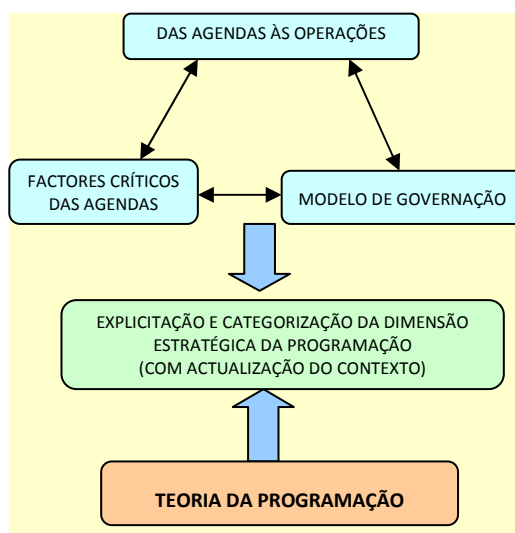 DAS AGENDAS ÀS OPERAÇÕES
FACTORES CRÍTICOS
DAS AGENDAS
MODELO DE GOVERNAÇÃO
EXPLICITAÇÃO E CATEGORIZAÇÃO DA DIMENSÃO
ESTRATÉGICA DA PROGRAMAÇÃO
(COM ACTUALIZAÇÃO DO CONTEXTO)
TEORIA DA PROGRAMAÇÃO